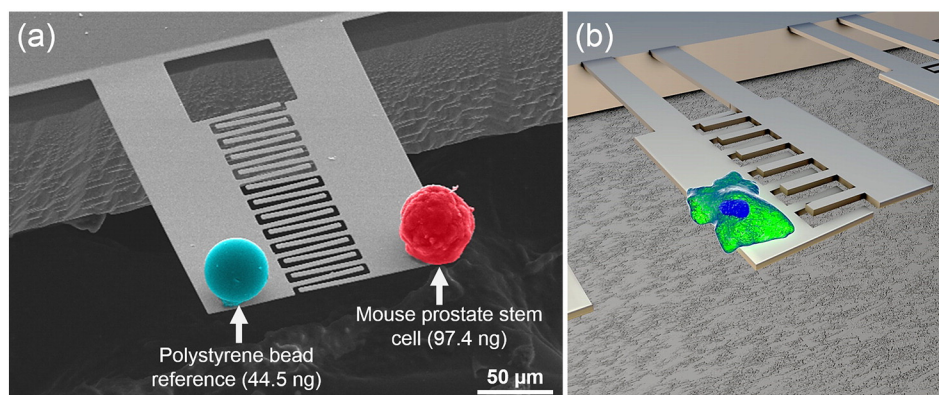 (a)
Mouse prostate stem
cell (97.4 ng)
Polystyrene bead
reference (44.5 ng)
50 µm
(b)